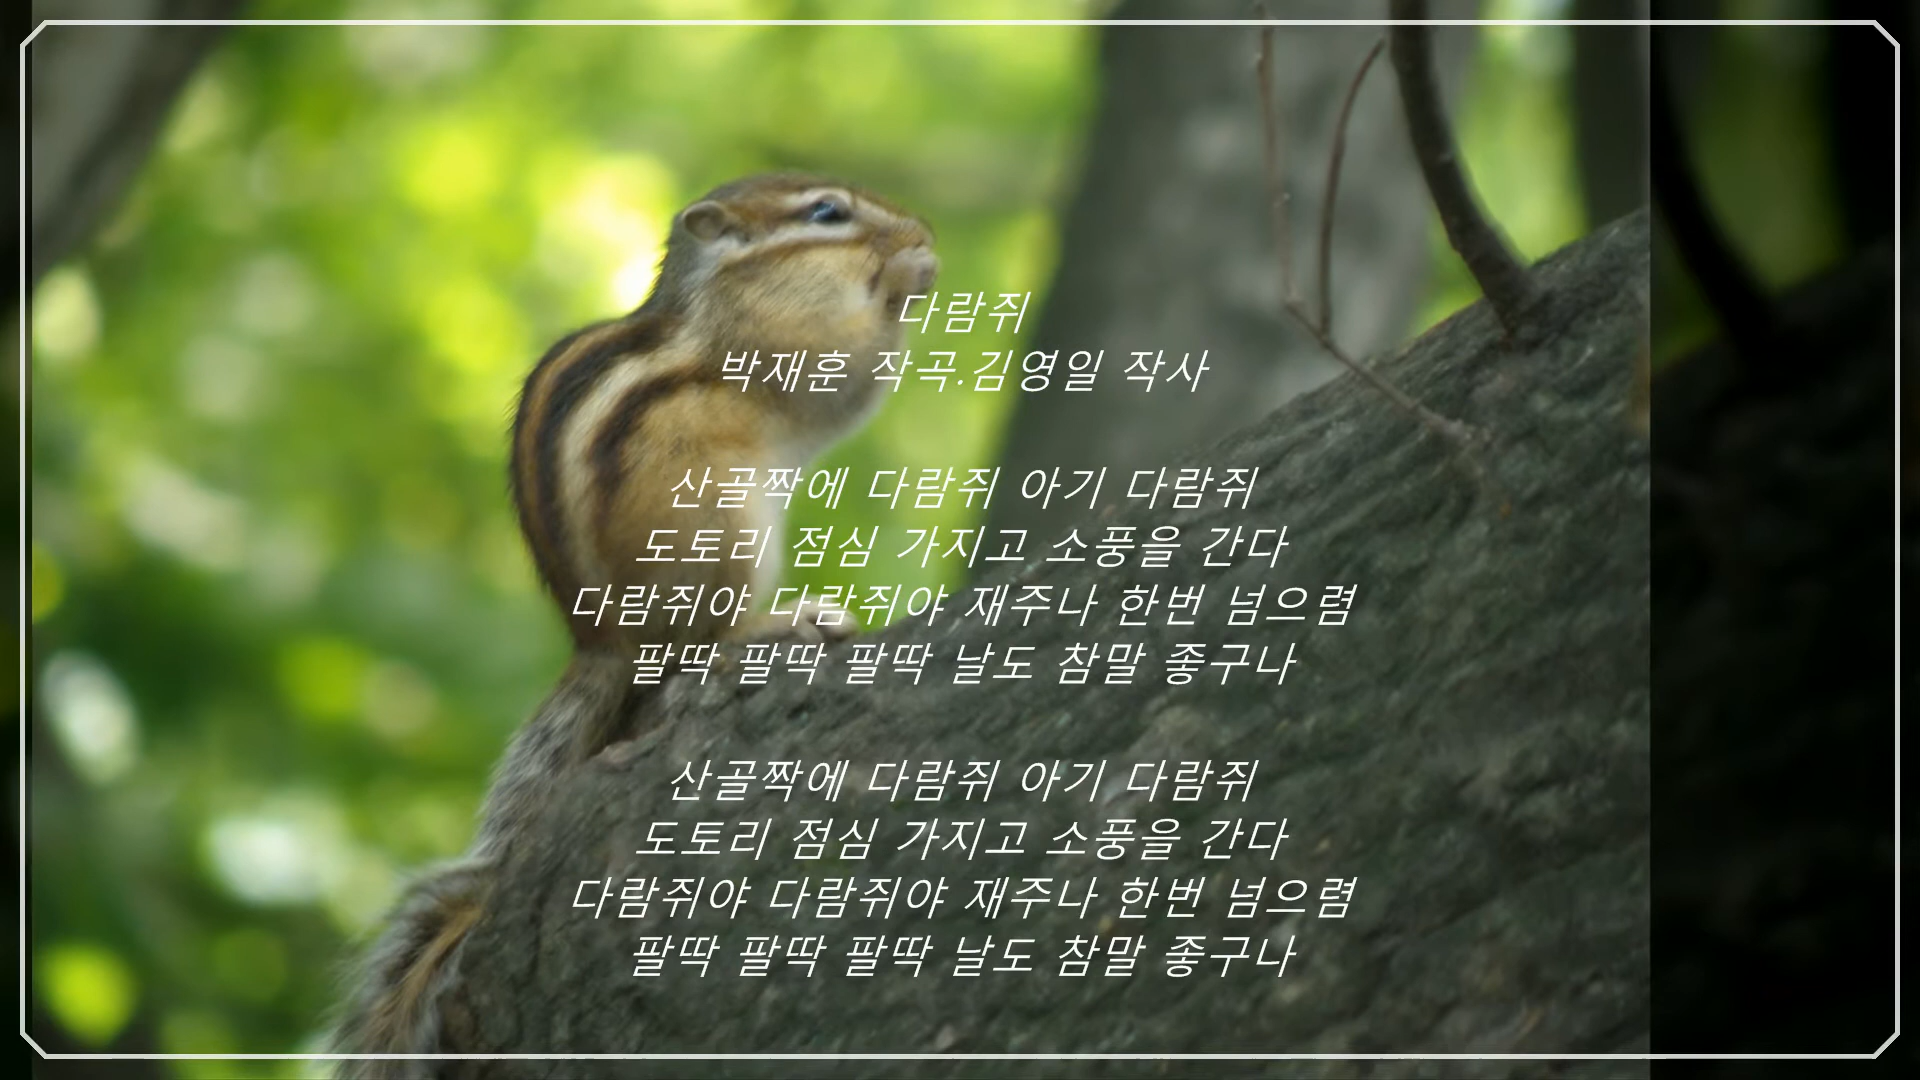 다람쥐
박재훈 작곡.김영일 작사
산골짝에 다람쥐 아기 다람쥐
도토리 점심 가지고 소풍을 간다
다람쥐야 다람쥐야 재주나 한번 넘으렴
팔딱 팔딱 팔딱 날도 참말 좋구나
산골짝에 다람쥐 아기 다람쥐
도토리 점심 가지고 소풍을 간다
다람쥐야 다람쥐야 재주나 한번 넘으렴
팔딱 팔딱 팔딱 날도 참말 좋구나